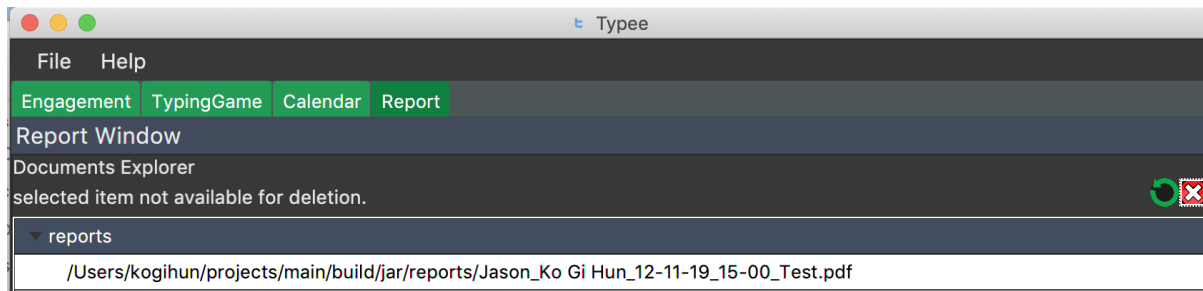 Typee
File Help
Engagement TypingGame Calendar Report
Report Window
Documents Explorer
selected item not available for deletion.
reports
/Users/kogihun/projects/main/build/jar/reports/Jason_Ko Gi Hun_12-11-19_15-00_Test.pdf